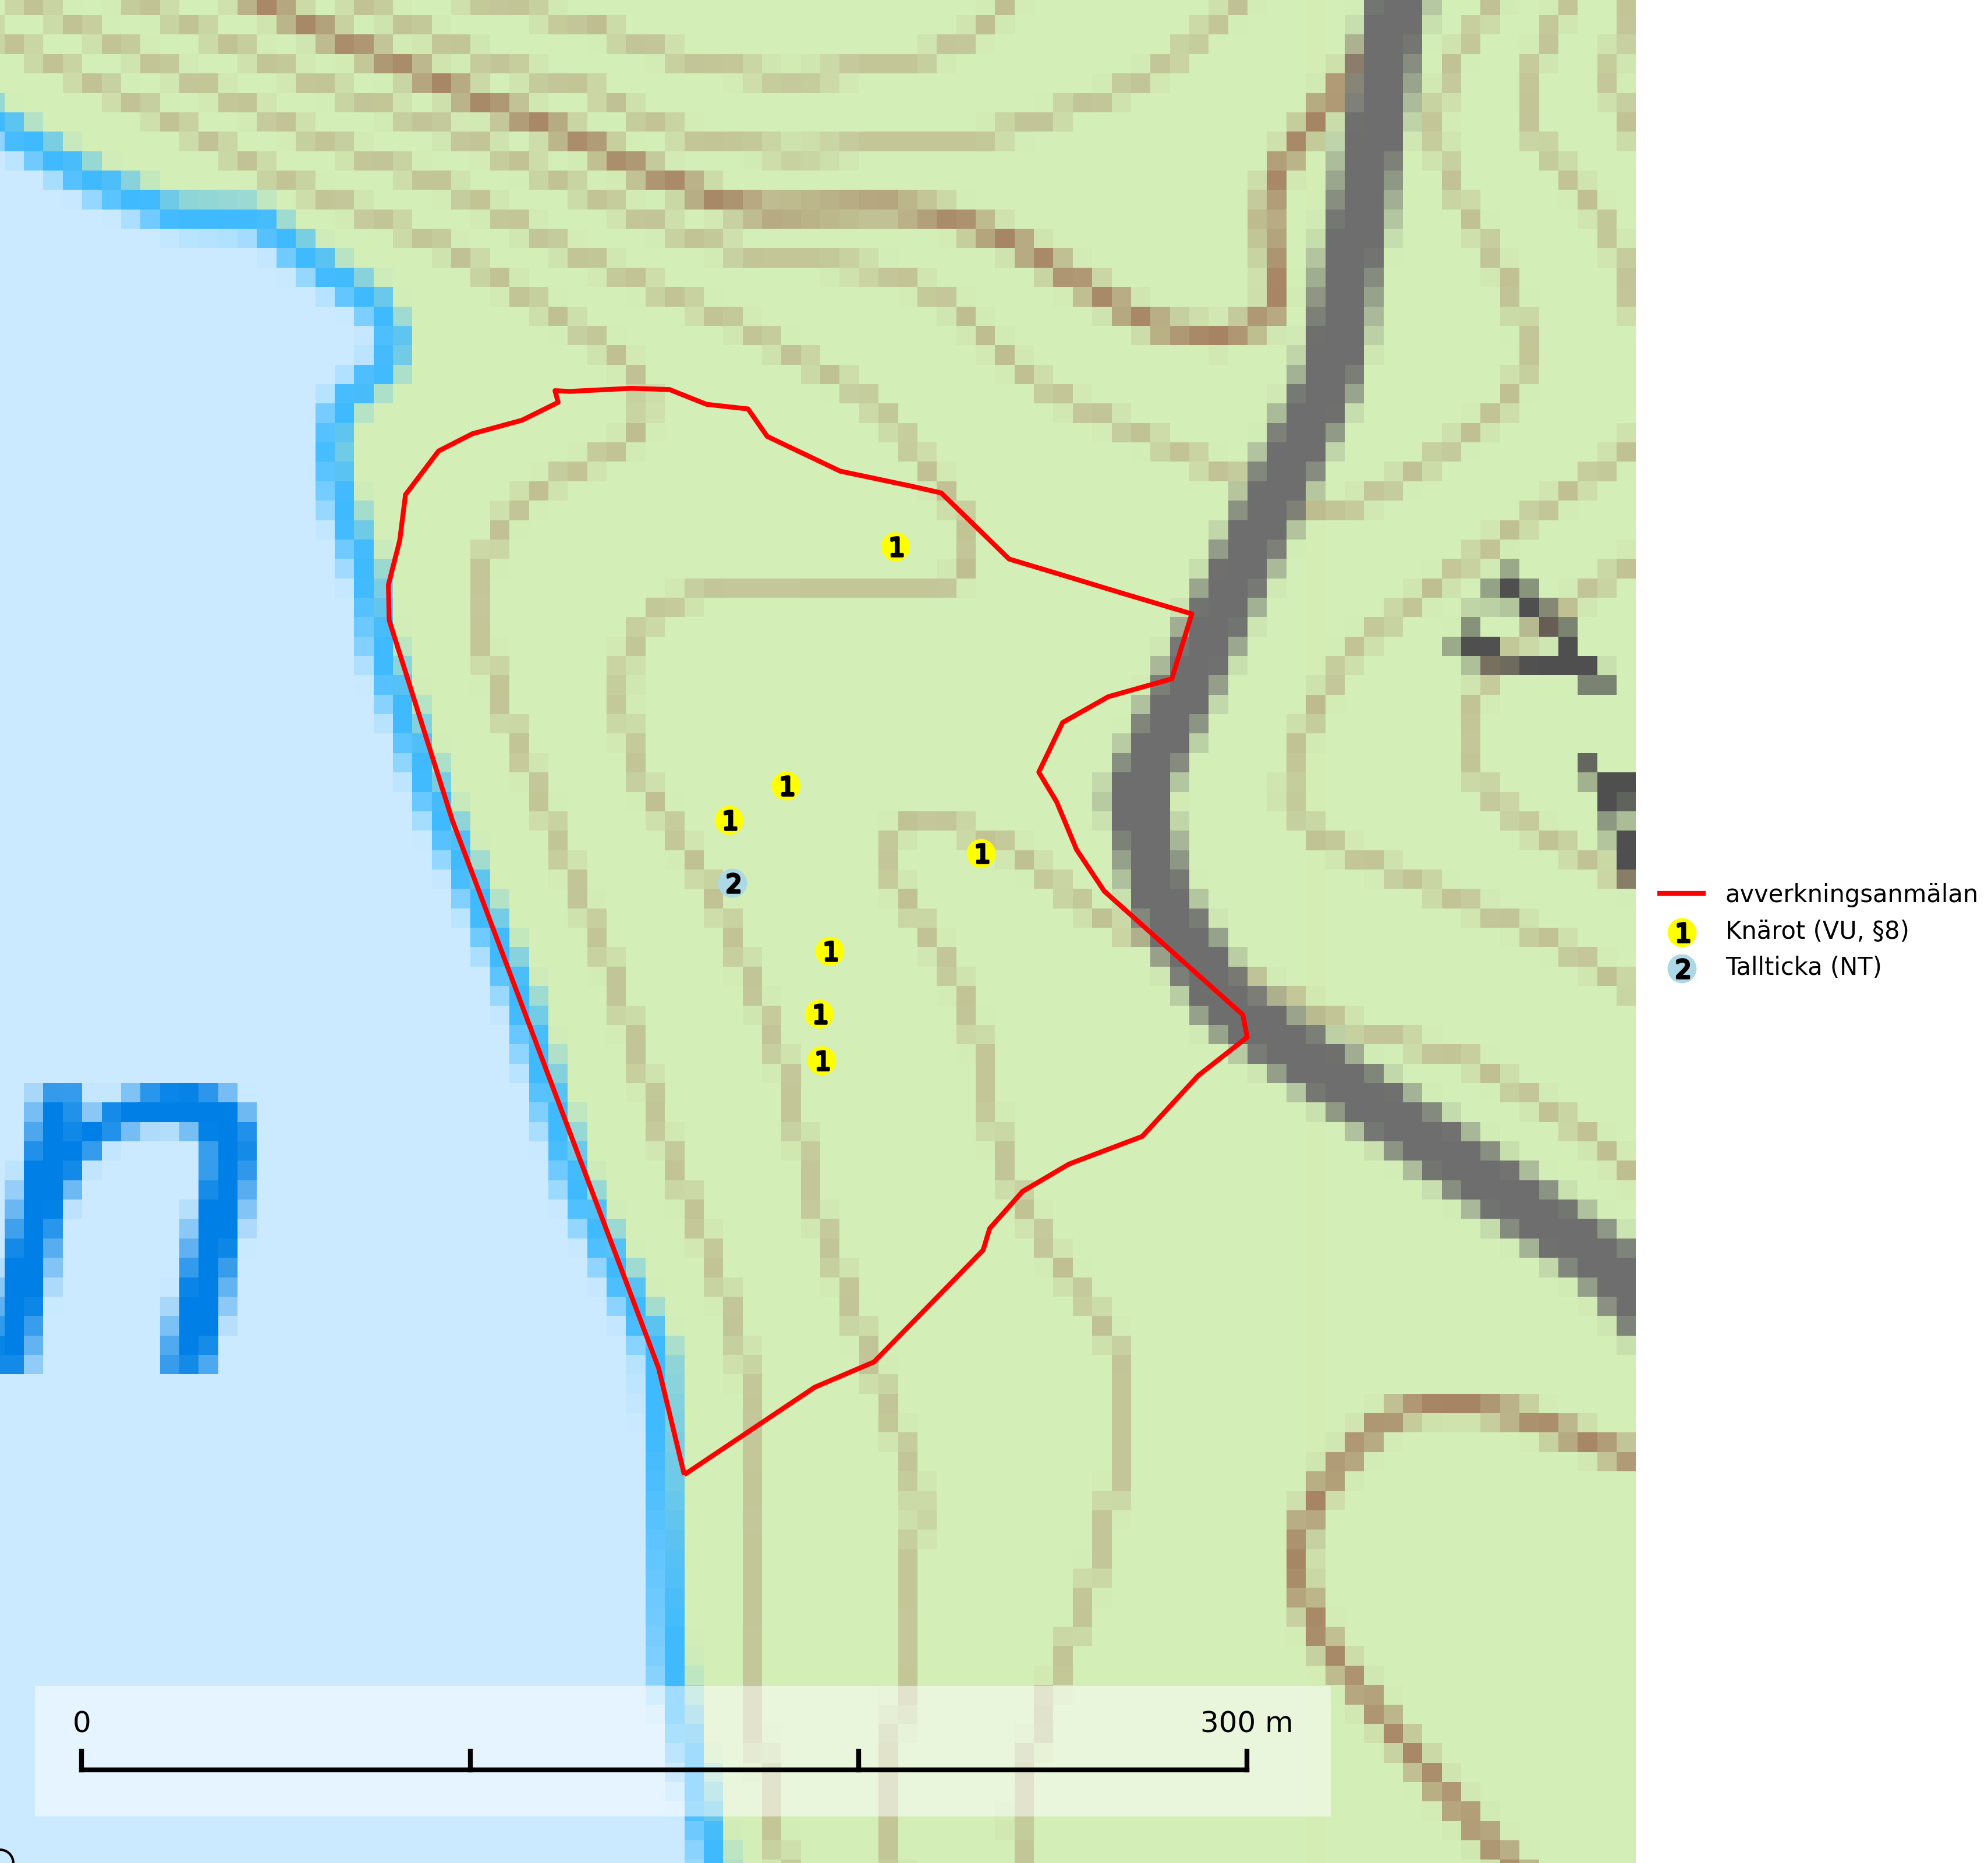 1
1
1
1
2
1
1
1
avverkningsanmälan
1 Knärot (VU, §8)
2 Tallticka (NT)
0 300 m